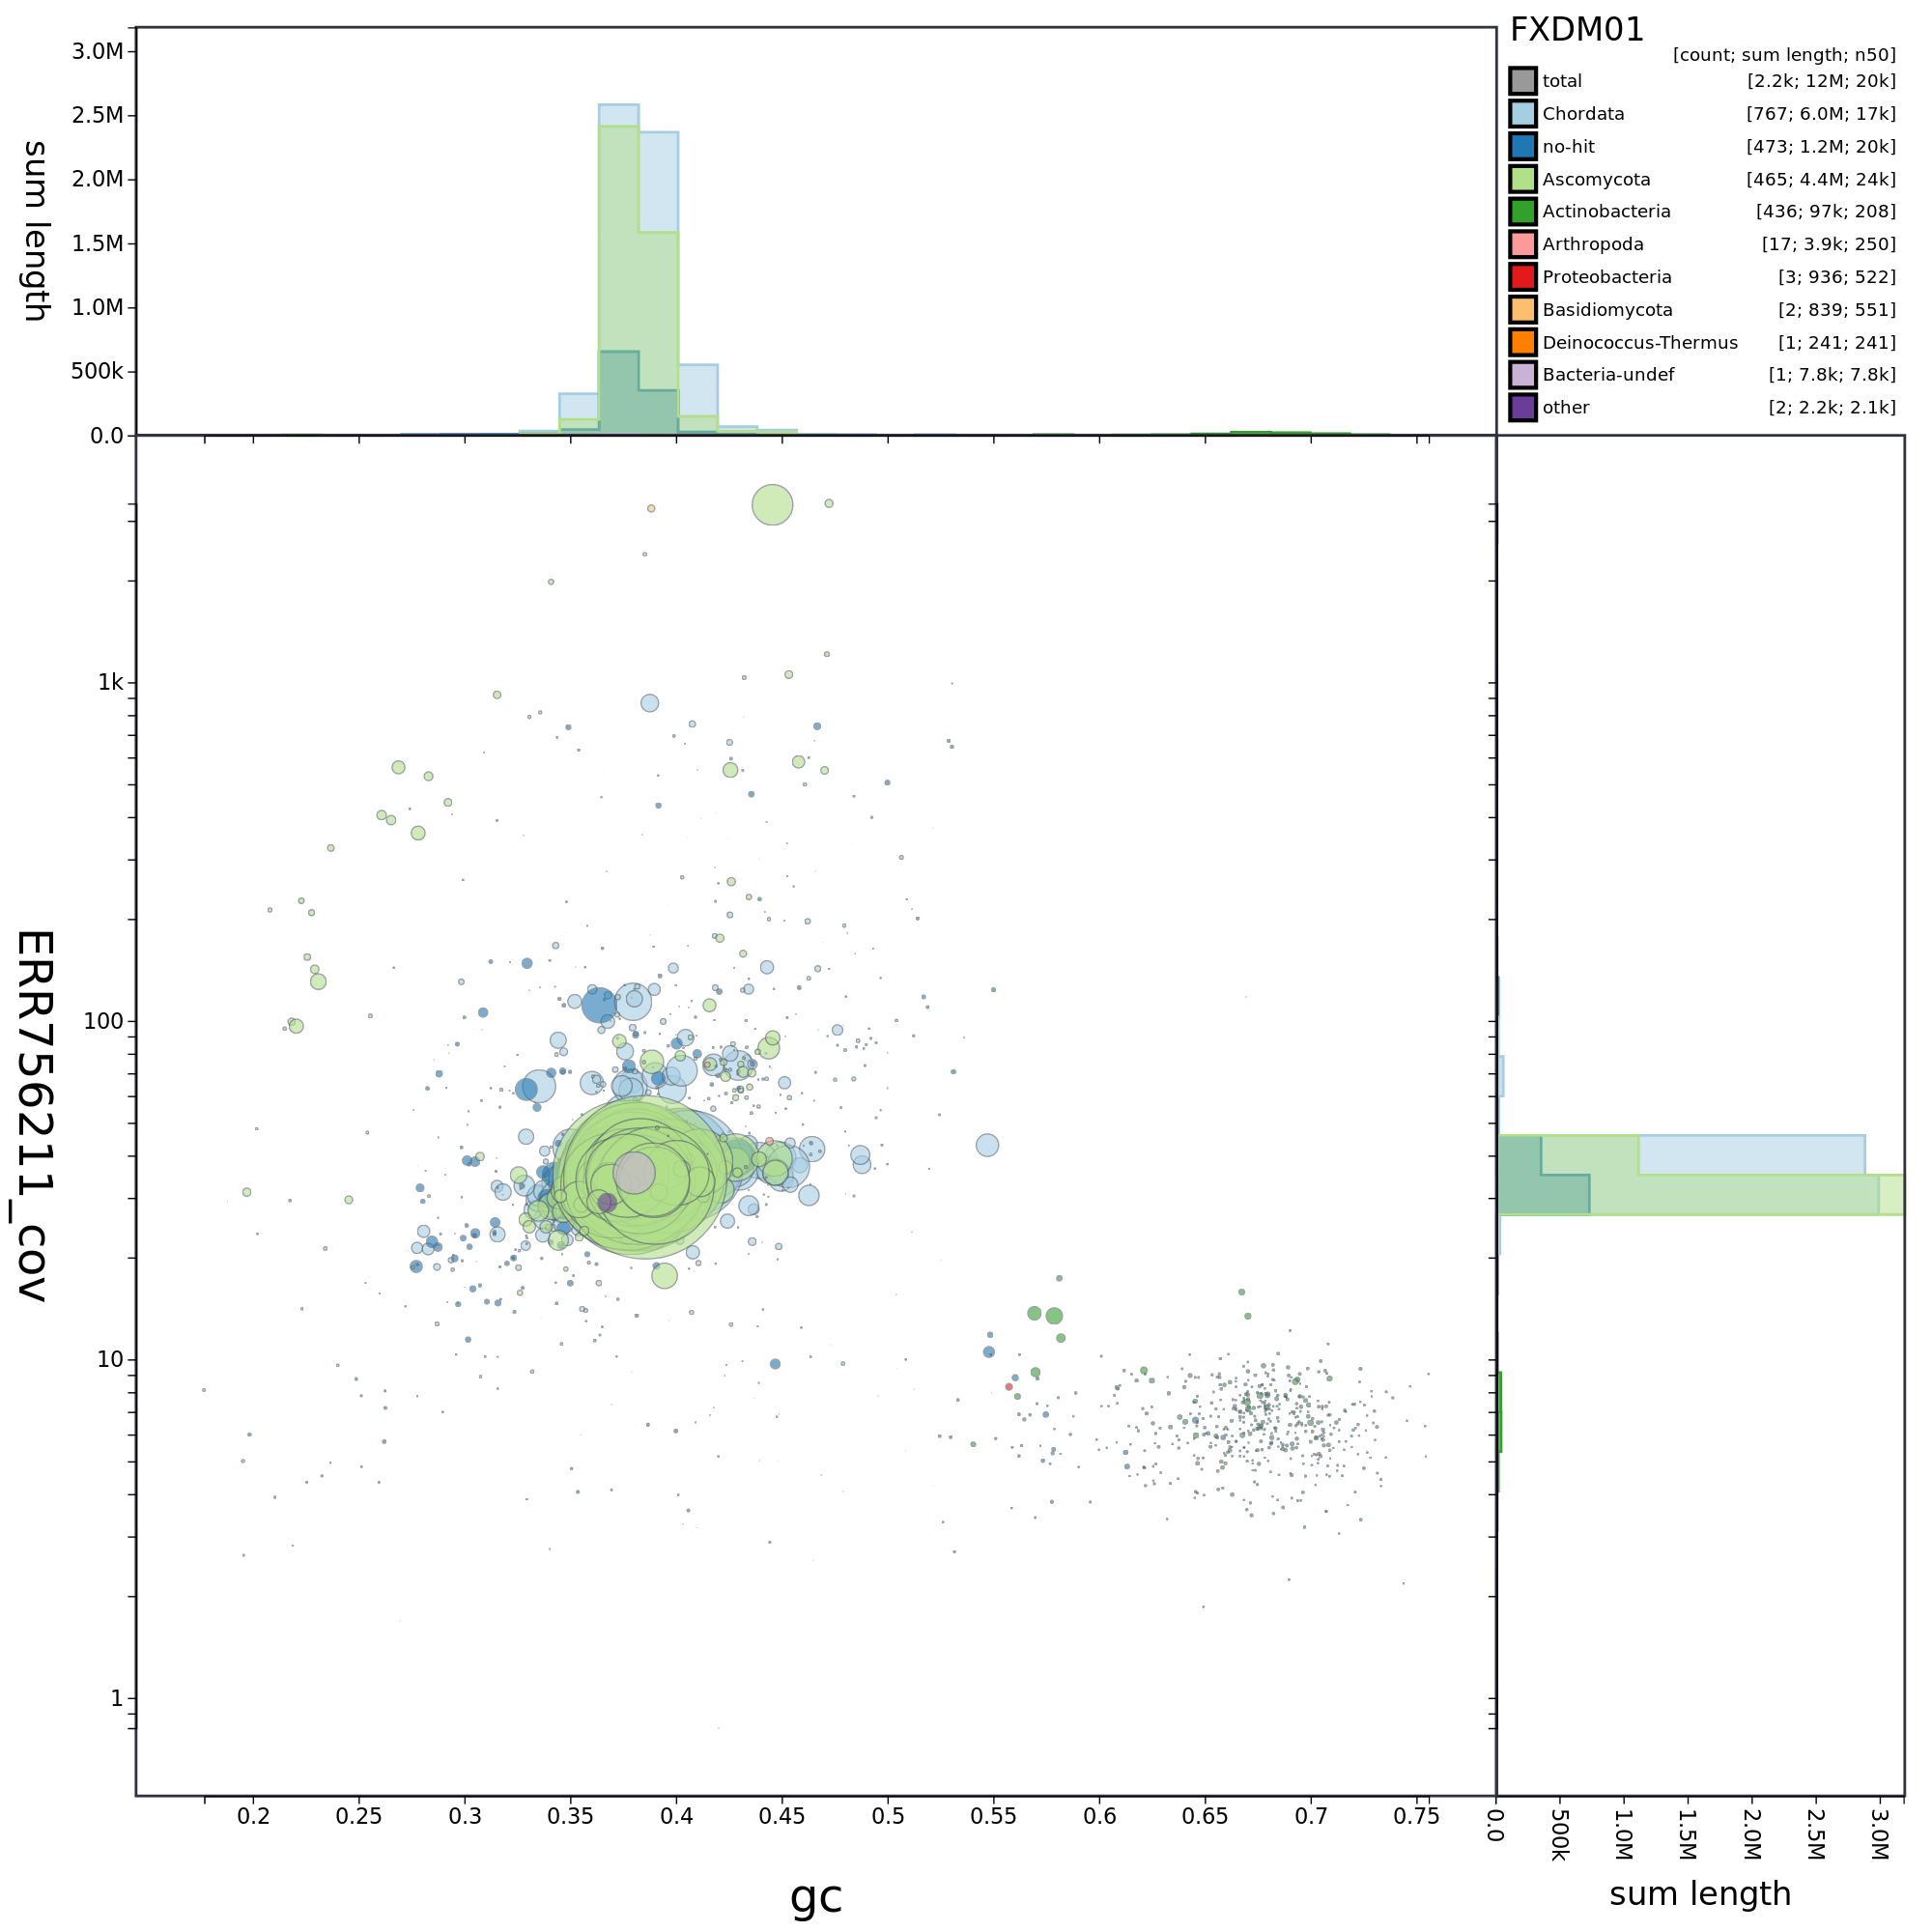 FXDM01
[count; sum length; n50]
total [2.2k; 12M; 20k]
Chordata [767; 6.0M; 17k]
no-hit [473; 1.2M; 20k]
Ascomycota [465; 4.4M; 24k]
Actinobacteria [436; 97k; 208]
Arthropoda [17; 3.9k; 250]
Proteobacteria [3; 936; 522]
Basidiomycota [2; 839; 551]
Deinococcus-Thermus [1; 241; 241]
Bacteria-undef [1; 7.8k; 7.8k]
other [2; 2.2k; 2.1k]
sum length
3.0M
2.5M
2.0M
1.5M
1.0M
500k
0.0
ERR756211_cov
1k
100
10
1
0.2 0.25 0.3 0.35 0.4 0.45 0.5 0.55 0.6 0.65 0.7 0.75
gc
0.0 500k 1.0M 1.5M 2.0M 2.5M 3.0M
sum length